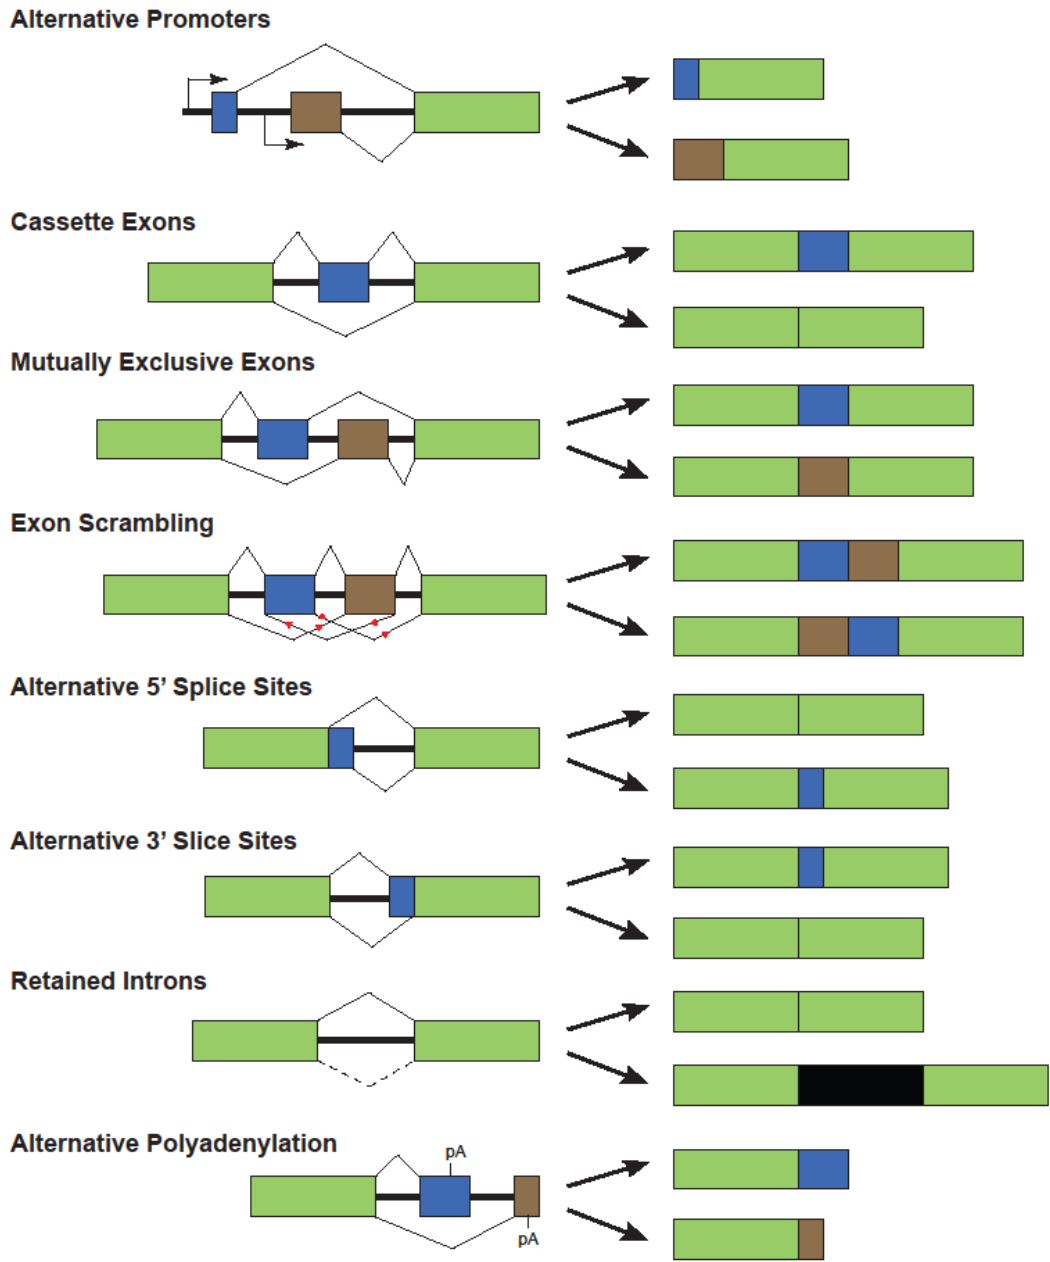 Alternative Promoters
Cassette Exons
Mutually Exclusive Exons
Exon Scrambling
Alternative 5’ Splice Sites
Alternative 3’ Slice Sites
Retained Introns
Alternative Polyadenylation
pA
pA